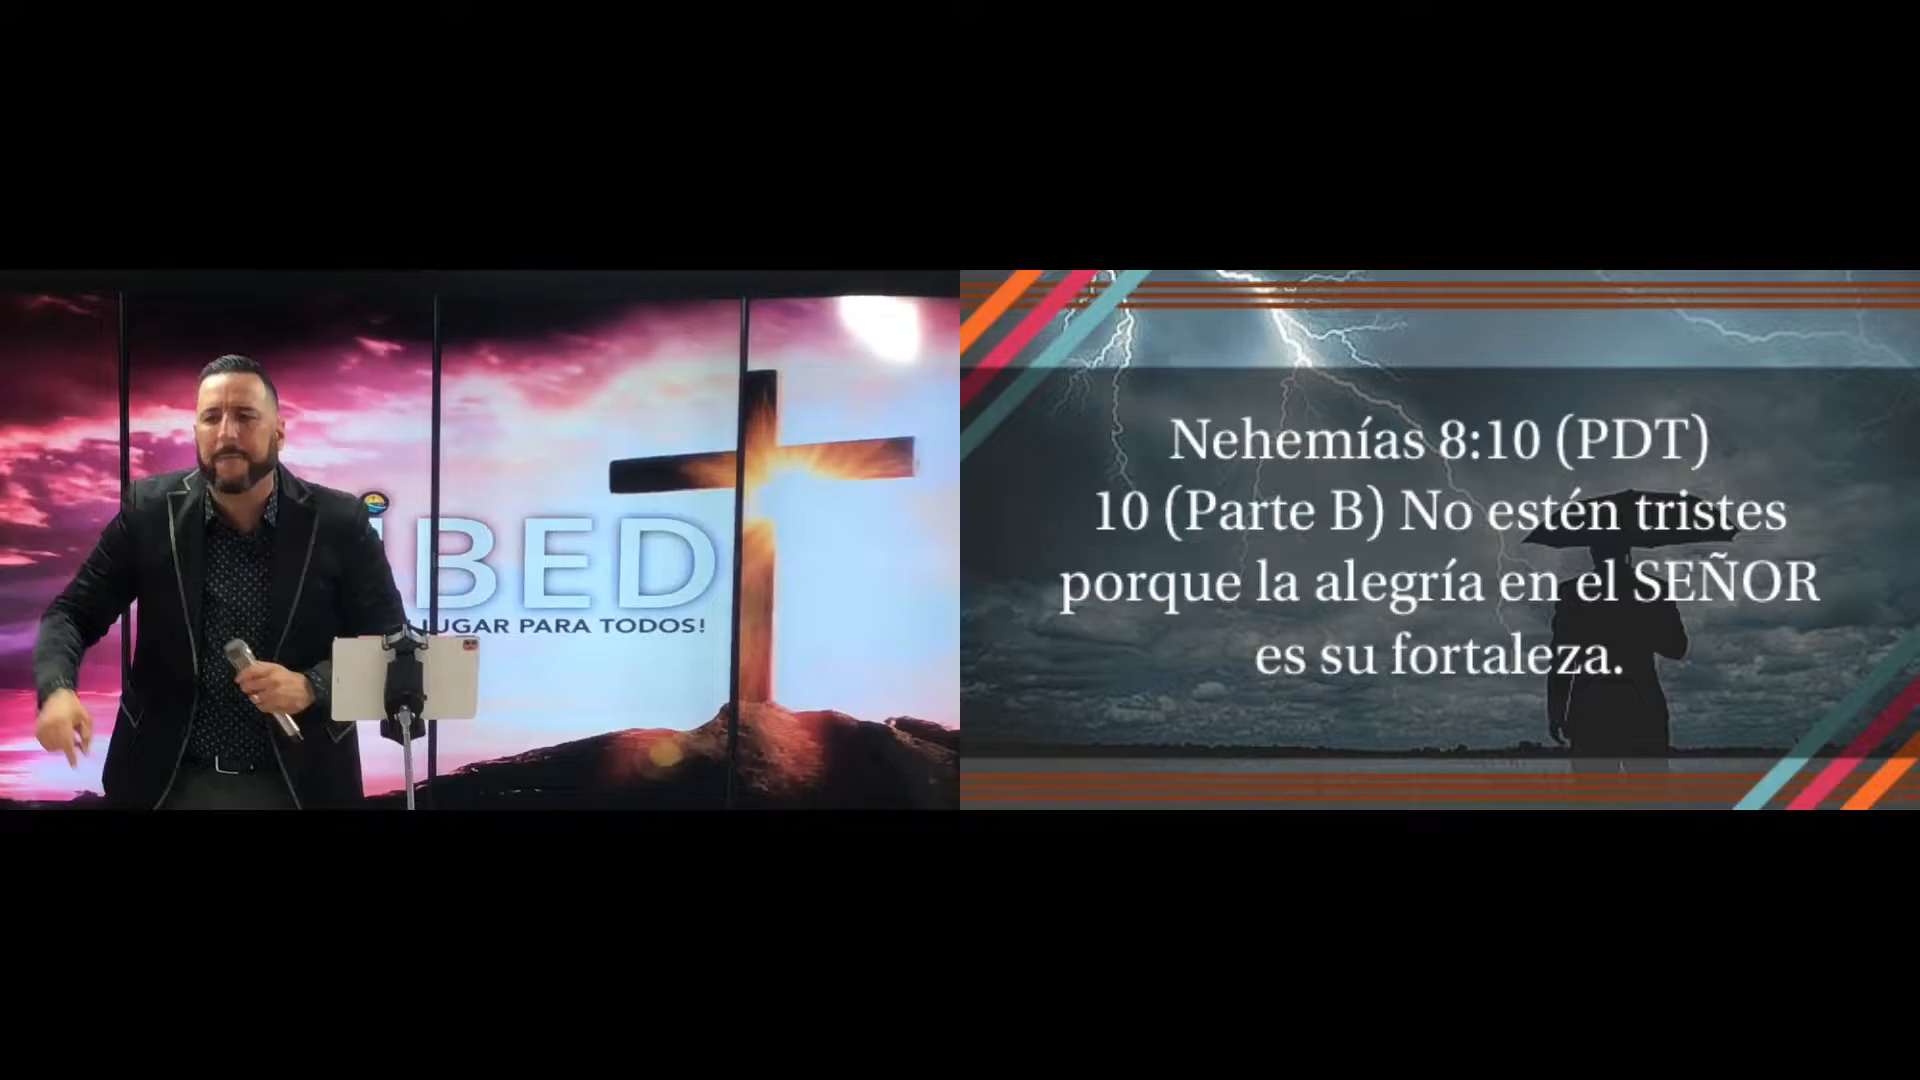 iBED
LUGAR PARA TODOS!
Nehemías 8:10 (PDT)
10 (Parte B) No estén tristes
porque la alegría en el SEÑOR
es su fortaleza.